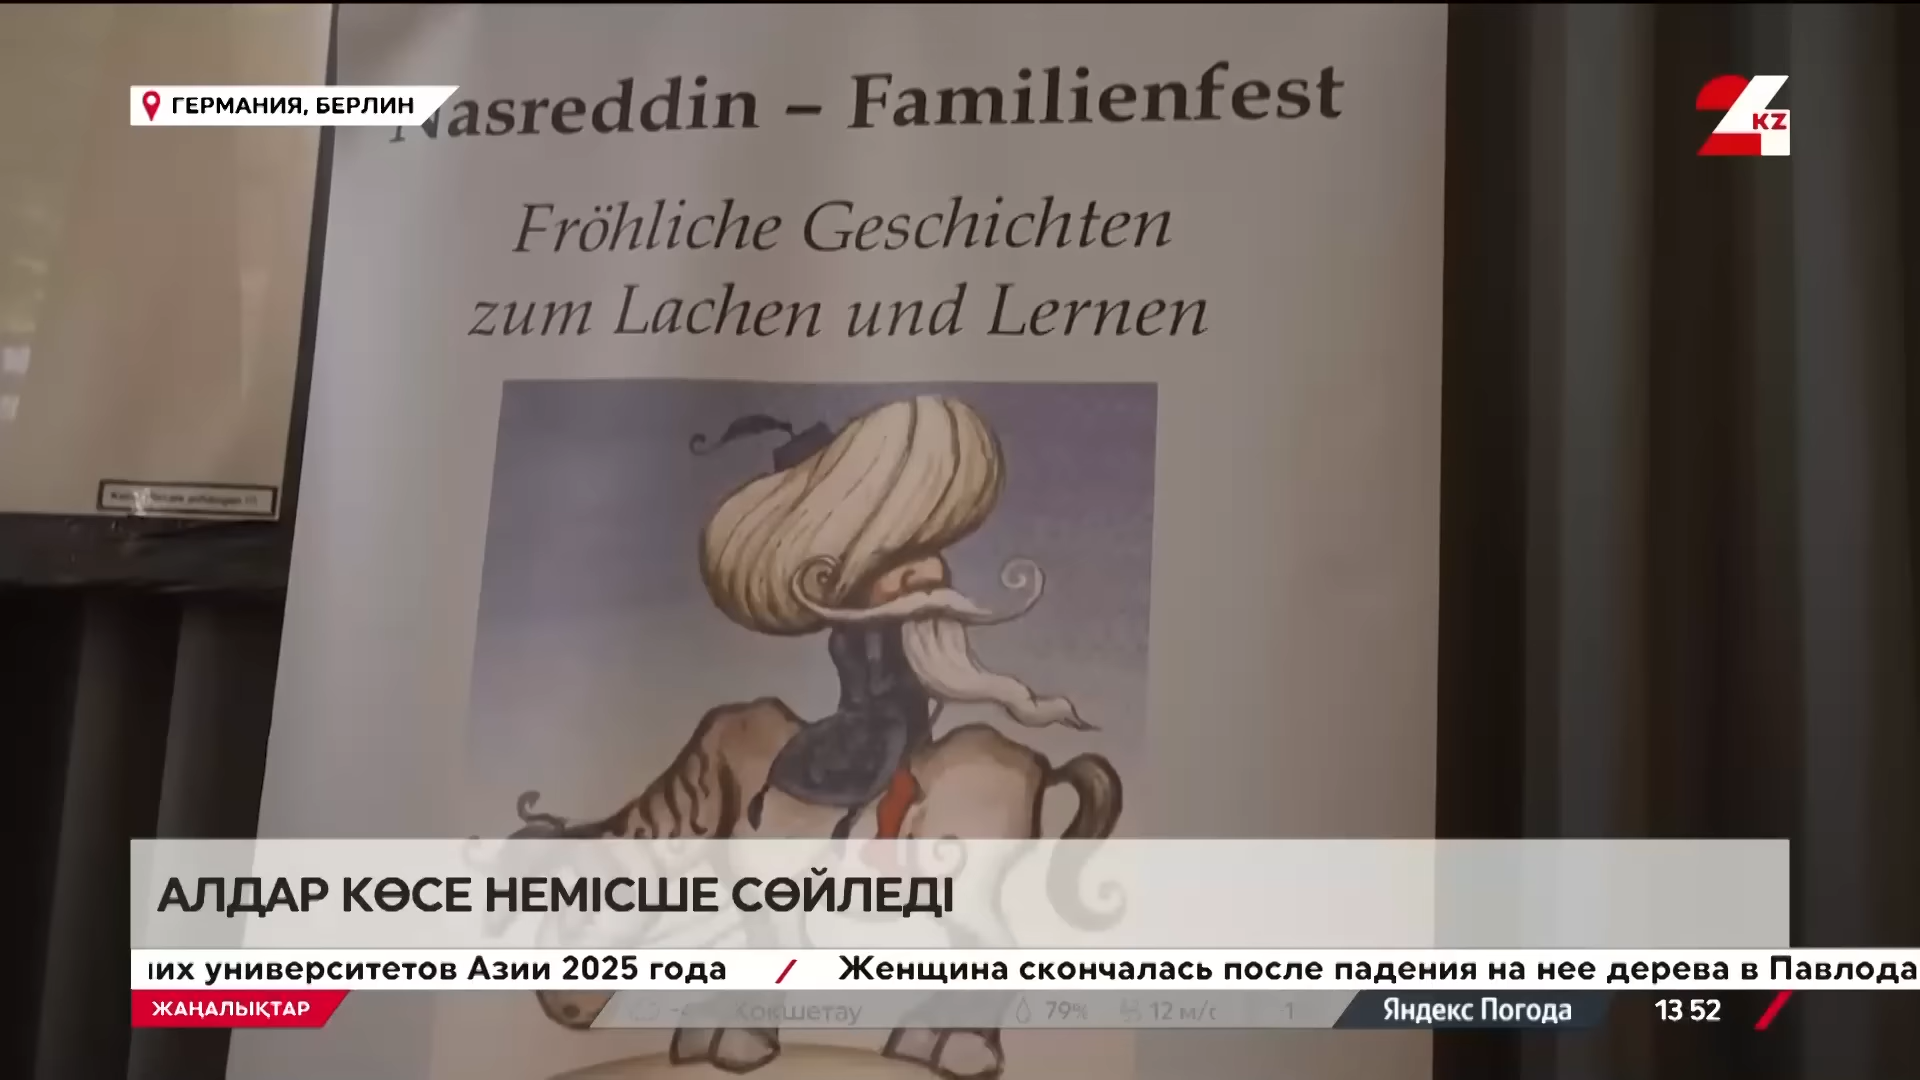 ГЕРМАНИЯ, БЕРЛИН
24 KZ
Nasreddin – Familienfest
Fröhliche Geschichten
zum Lachen und Lernen
АЛДАР КӨСЕ НЕМІСШЕ СӨЙЛЕДІ
их университетов Азии 2025 года / Женщина скончалась после падения на нее дерева в Павлода
ЖАҢАЛЫҚТАР
Кокшетау 79% 12 м/с
Яндекс Погода
13 52